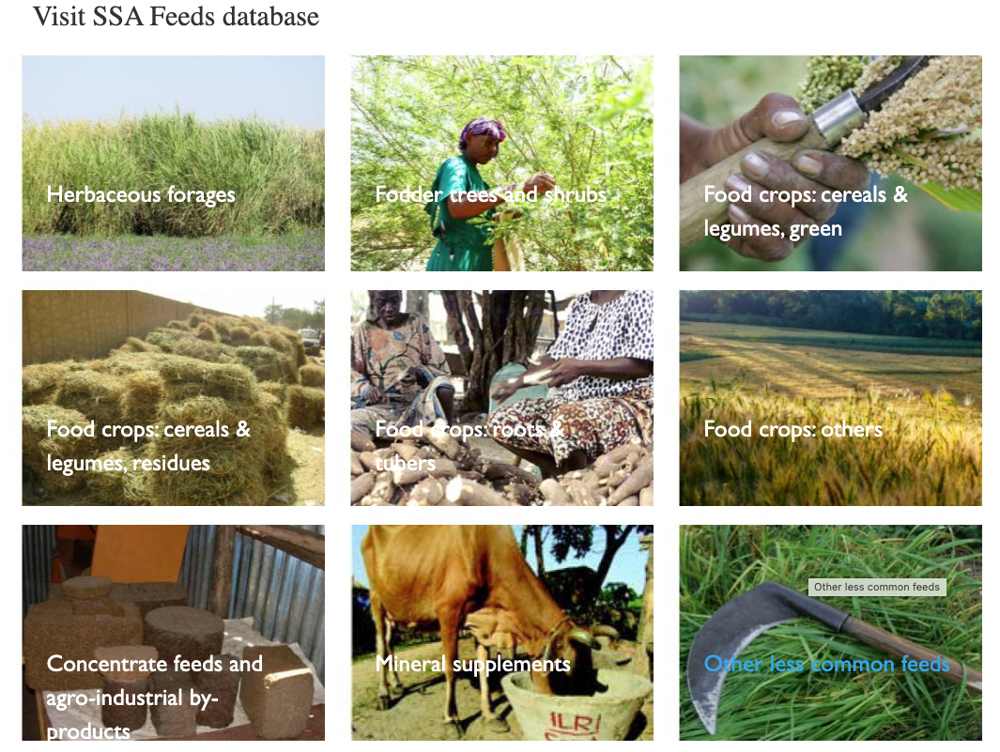 Visit SSA Feeds database
Herbaceous forages
Fodder trees and shrubs
Food crops: cereals &
legumes, green
Food crops: cereals &
legumes, residues
Food crops: roots &
tubers
Food crops: others
Concentrate feeds and
agro-industrial by-
products
Mineral supplements
ILRI
Other less common feeds
Other less common feeds